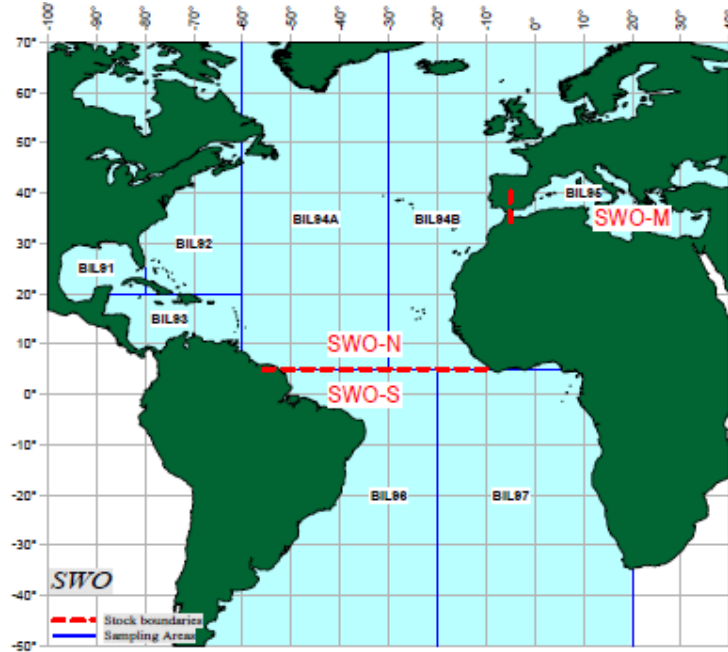 -100° -90° -80° -70° -60° -50° -40° -30° -20° -10° 0° 10° 20° 30°
70°
60°
50°
40°
BIL95
BIL94A BIL94B
SWO-M
30°
BIL92
BIL91
20°
BIL93
10°
SWO-N
0°
SWO-S
-10°
-20°
BIL96 BIL97
-30°
SWO
-40°
Stock boundaries
Sampling Areas
-50°